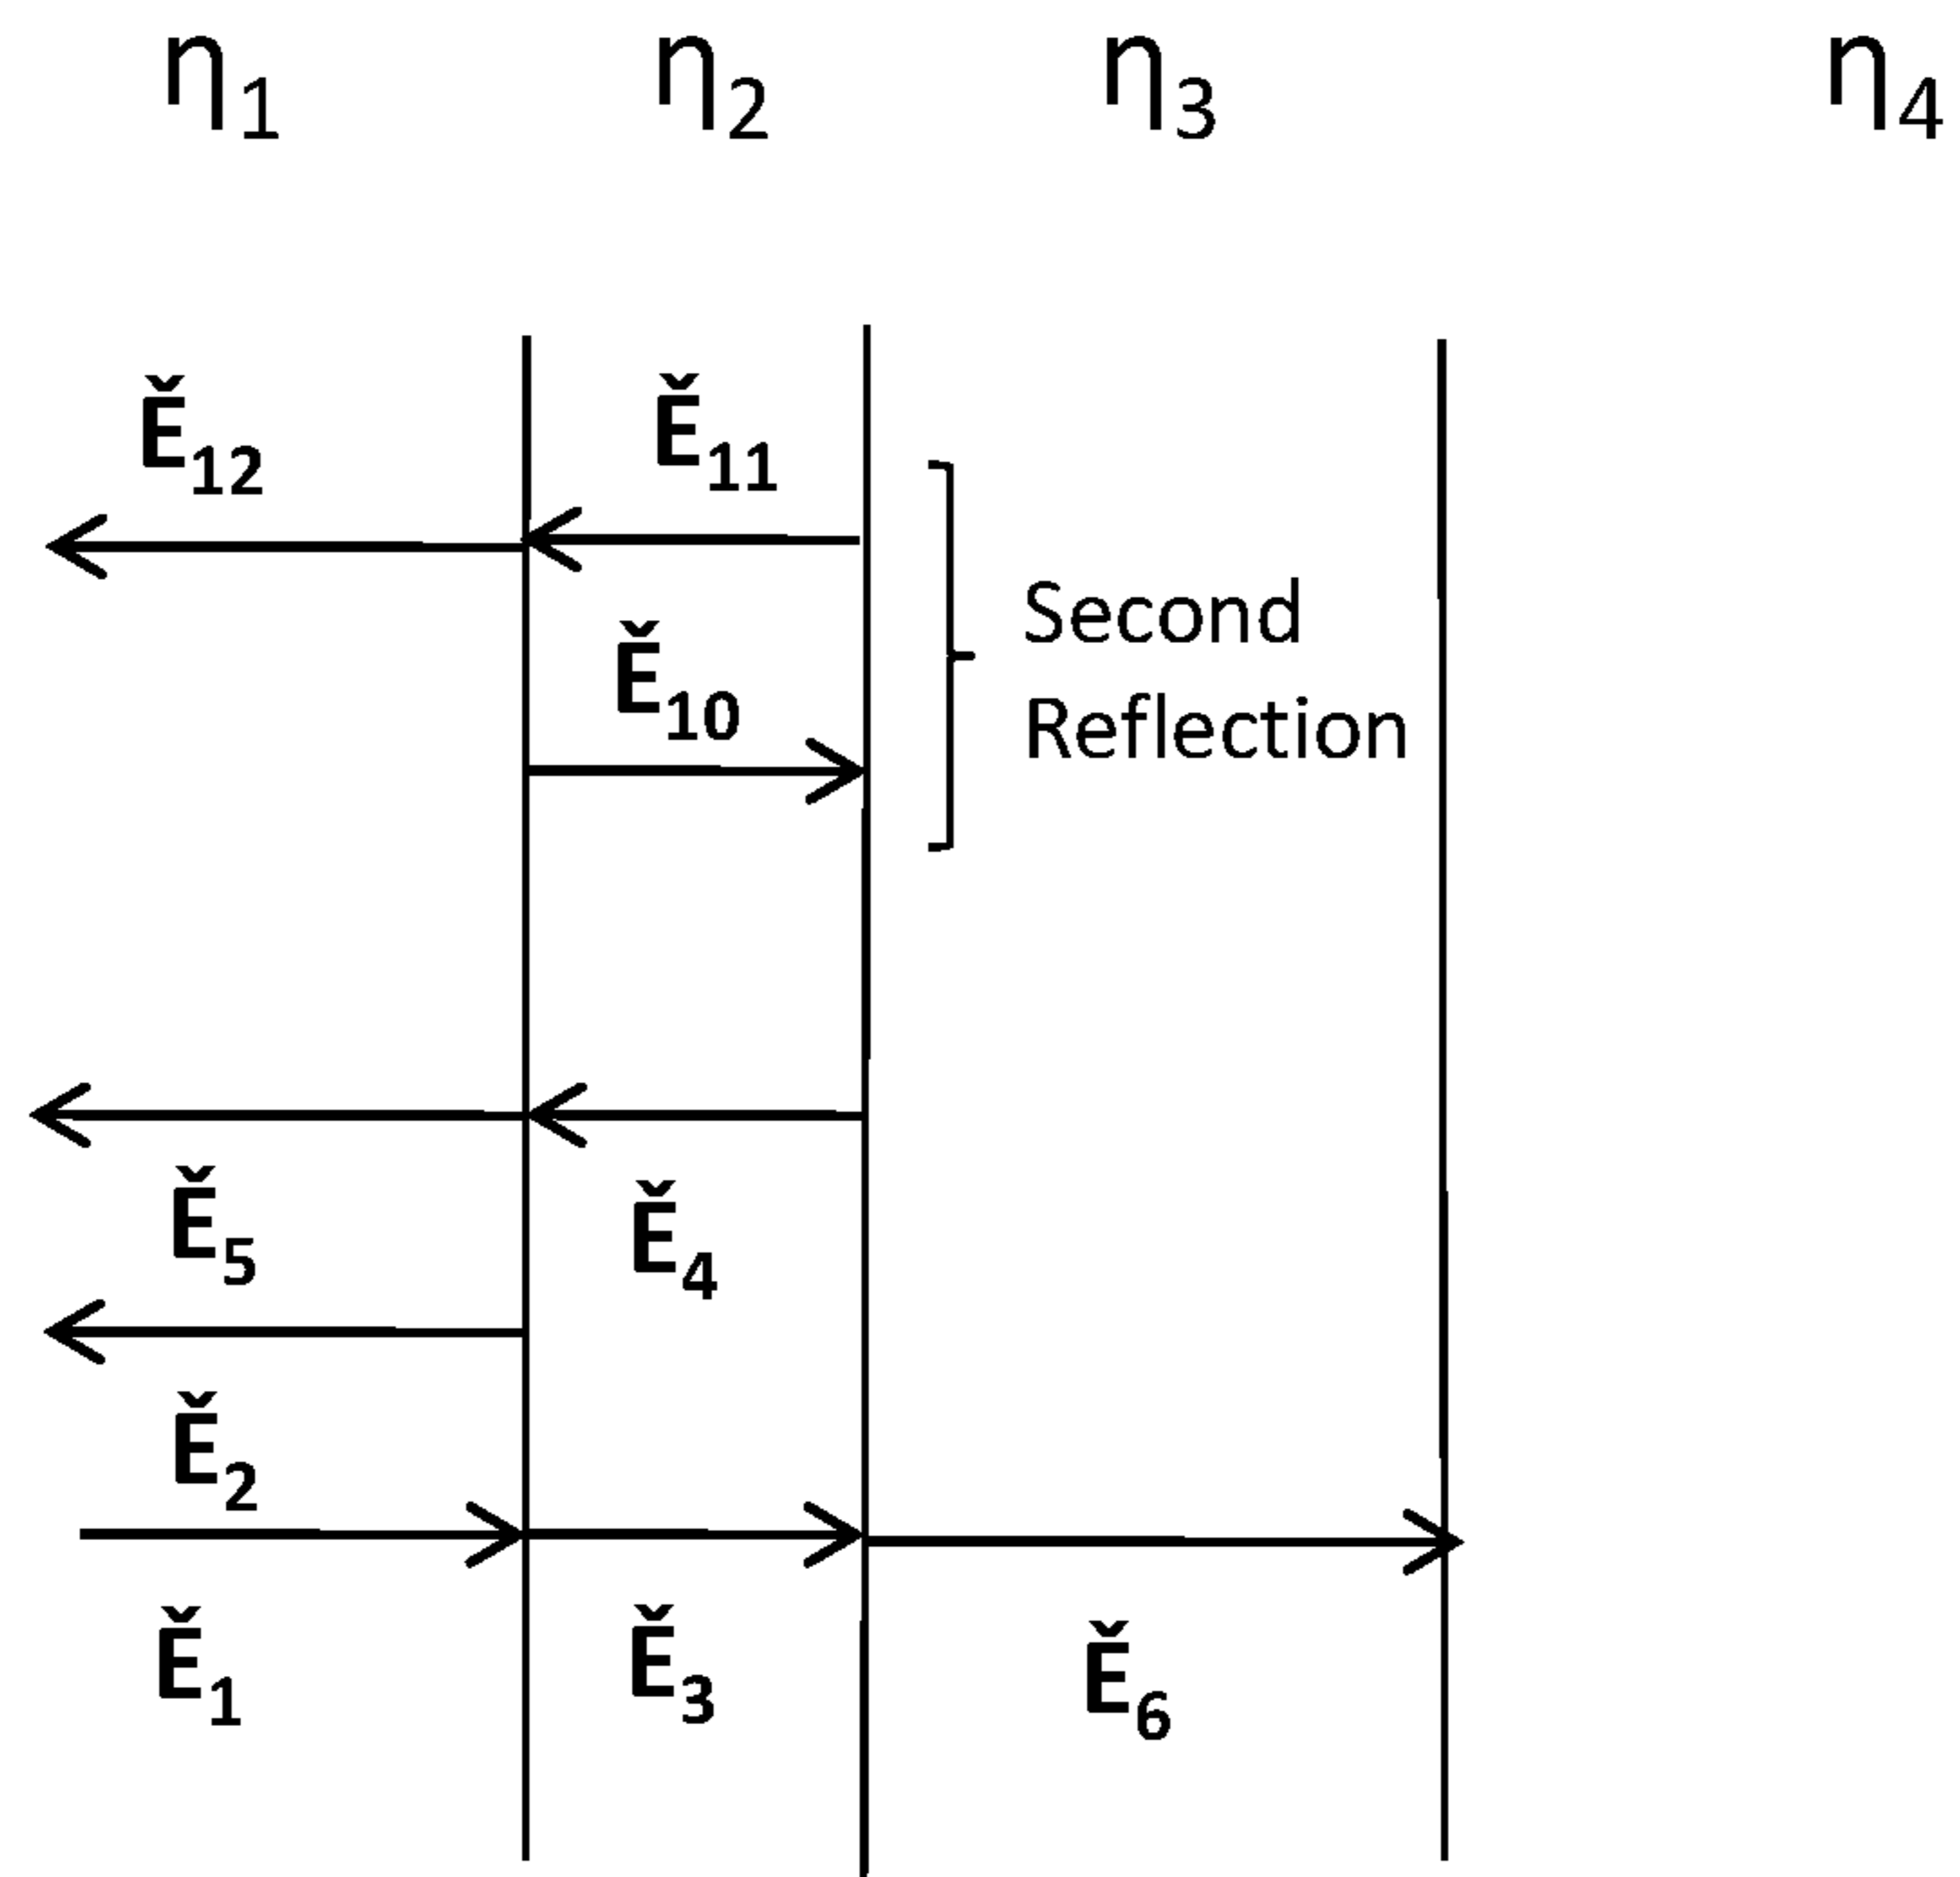 η₁ η₂ η₃ η₄
Ě₁₂ Ě₁₁
Second
Reflection
Ě₁₀
Ě₅ Ě₄
Ě₂
Ě₁ Ě₃ Ě₆